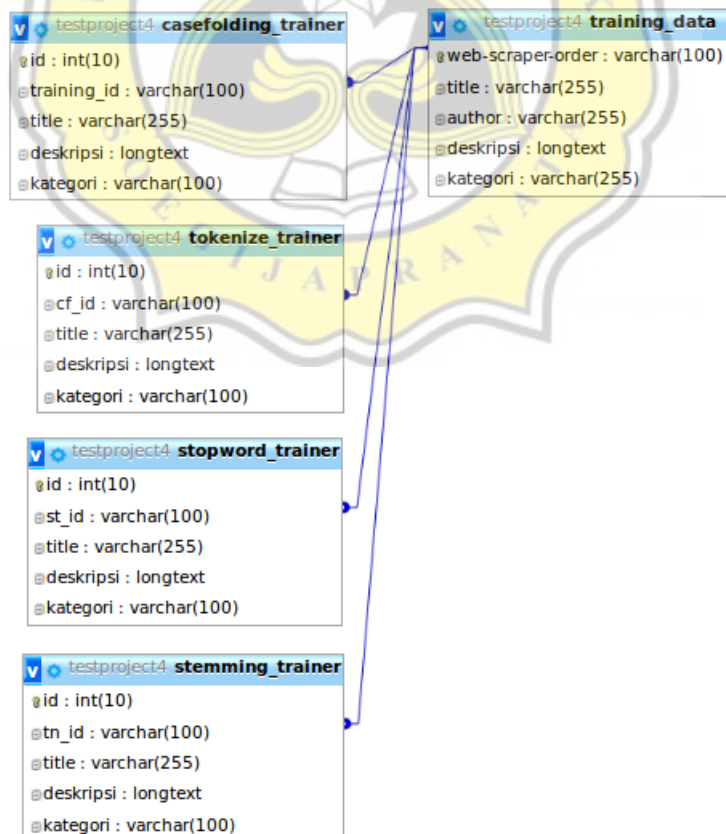 testproject4 casefolding_trainer
id : int(10)
training_id : varchar(100)
title : varchar(255)
deskripsi : longtext
kategori : varchar(100)
testproject4 training_data
web-scraper-order : varchar(100)
title : varchar(255)
author : varchar(255)
deskripsi : longtext
kategori : varchar(255)
testproject4 tokenize_trainer
id : int(10)
cf_id : varchar(100)
title : varchar(255)
deskripsi : longtext
kategori : varchar(100)
testproject4 stopword_trainer
id : int(10)
st_id : varchar(100)
title : varchar(255)
deskripsi : longtext
kategori : varchar(100)
testproject4 stemming_trainer
id : int(10)
tn_id : varchar(100)
title : varchar(255)
deskripsi : longtext
kategori : varchar(100)